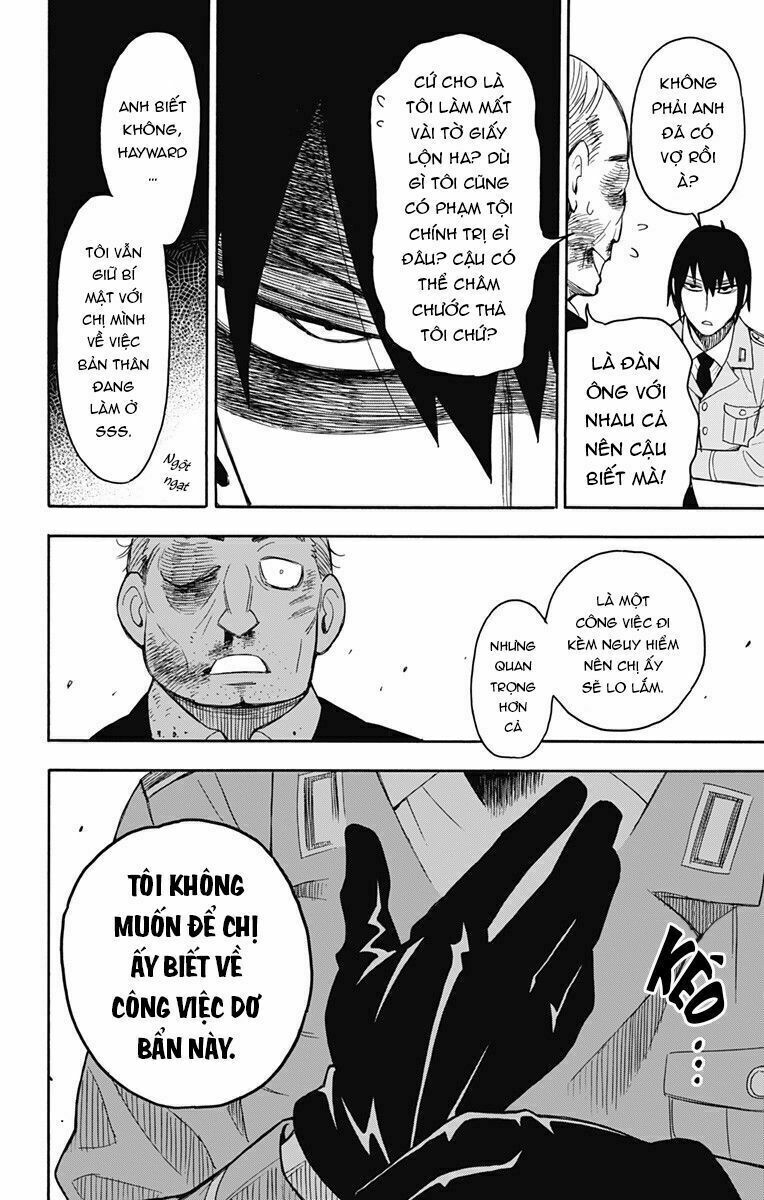 KHÔNG
PHẢI ANH
ĐÃ CÓ
VỢ RỒI
À?
LÀ ĐÀN
ÔNG VỚI
NHAU CẢ
NÊN CẬU
BIẾT MÀ!
CỨ CHO LÀ
TÔI LÀM MẤT
VÀI TỜ GIẤY
LỘN HA? DÙ
GÌ TÔI CŨNG
CÓ PHẠM TỘI
CHÍNH TRỊ GÌ
ĐÂU? CẬU CÓ
THỂ CHÂM
CHƯỚC THẢ
TÔI CHỨ?
ANH BIẾT
KHÔNG,
HAYWARD
...
TÔI VẪN
GIỮ BÍ
MẬT VỚI
CHỊ MÌNH
VỀ VIỆC
BẢN THÂN
ĐANG
LÀM Ở
SSS.
Ngột
ngạt
LÀ MỘT
CÔNG VIỆC ĐI
KÈM NGUY HIỂM
NÊN CHỊ ẤY
SẼ LO LẮM.
NHƯNG
QUAN
TRỌNG
HƠN
CẢ
TÔI KHÔNG
MUỐN ĐỂ CHỊ
ẤY BIẾT VỀ
CÔNG VIỆC DƠ
BẨN NÀY.
KÉO...